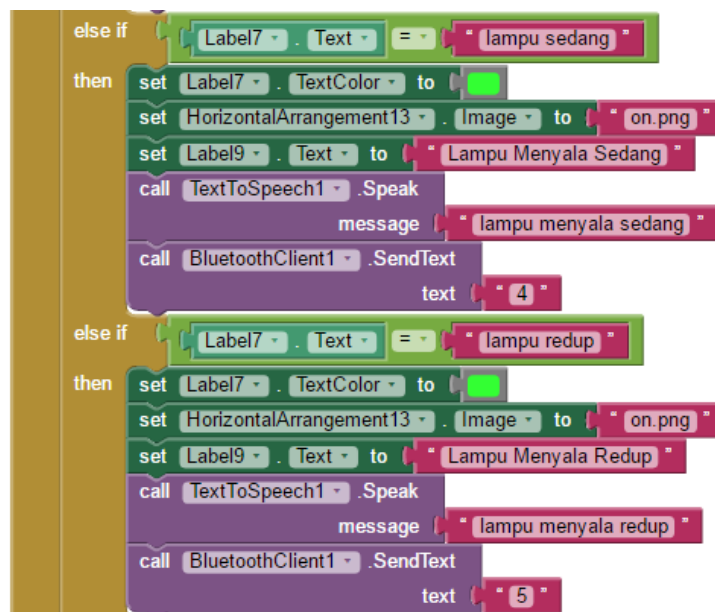 else if Label7 . Text = " lampu sedang "
then set Label7 . TextColor to
set HorizontalArrangement13 . Image to " on.png "
set Label9 . Text to " Lampu Menyala Sedang "
call TextToSpeech1 .Speak
message " lampu menyala sedang "
call BluetoothClient1 .SendText
text " 4 "
else if Label7 . Text = " lampu redup "
then set Label7 . TextColor to
set HorizontalArrangement13 . Image to " on.png "
set Label9 . Text to " Lampu Menyala Redup "
call TextToSpeech1 .Speak
message " lampu menyala redup "
call BluetoothClient1 .SendText
text " 5 "